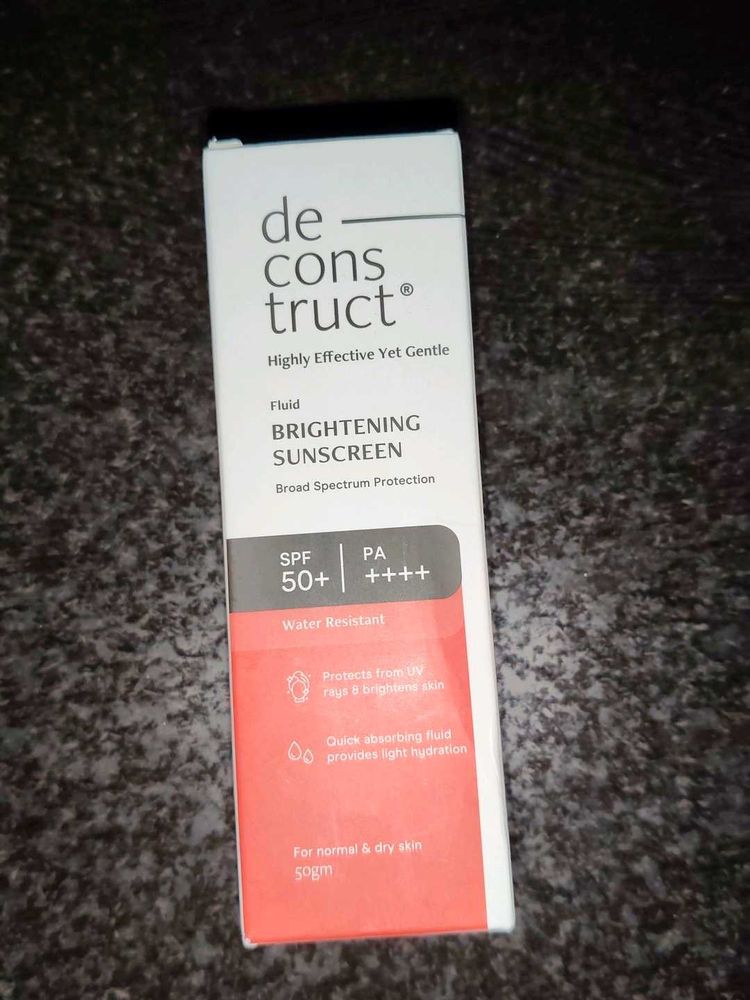 de
cons
truct®
Highly Effective Yet Gentle
Fluid
BRIGHTENING
SUNSCREEN
Broad Spectrum Protection
SPF
50+
PA
++++
Water Resistant
Protects from UV
rays & brightens skin
Quick absorbing fluid
provides light hydration
For normal & dry skin
50gm